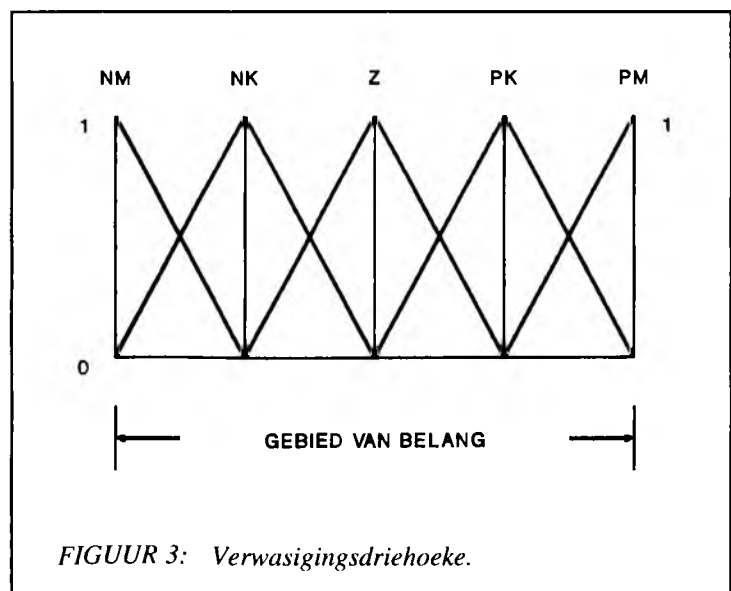 NM NK Z PK PM
1 1
0
GEBIED VAN BELANG
FIGUUR 3: Verwasigingsdriehoeke.